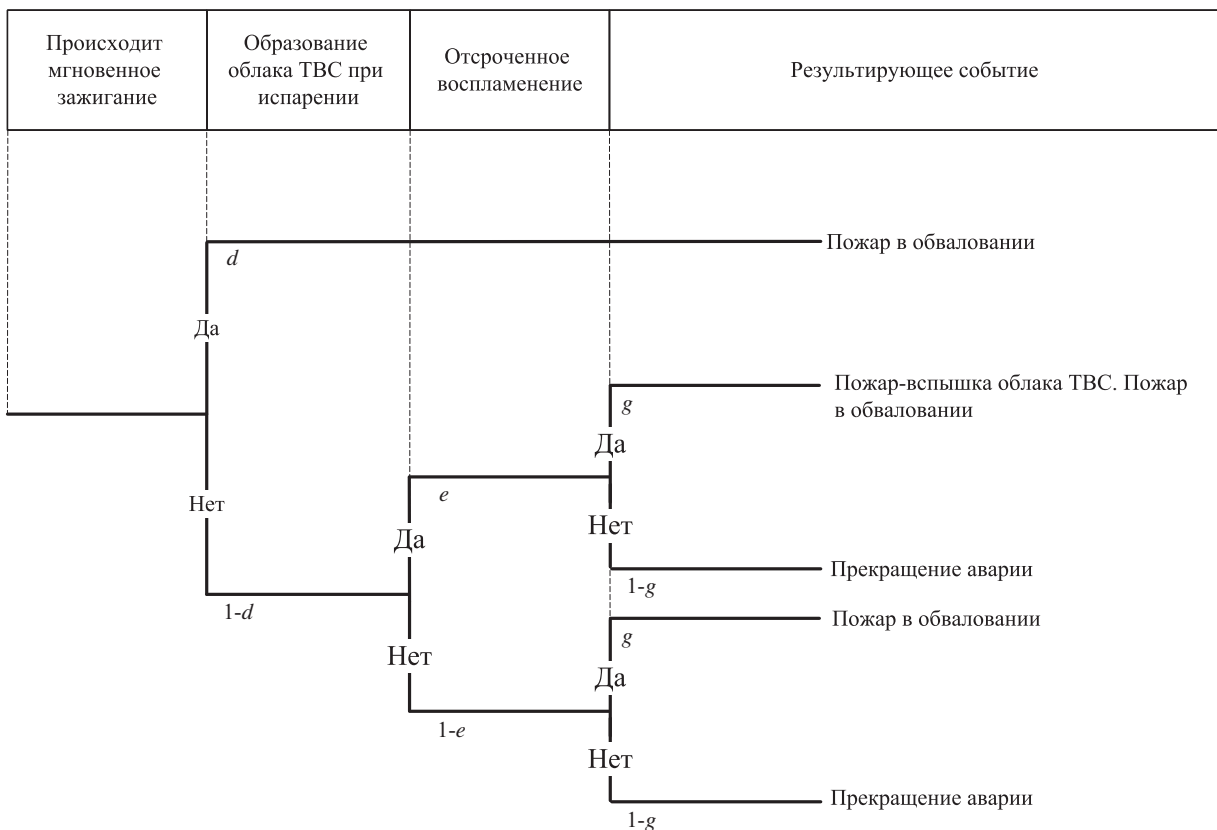 Происходит
мгновенное
зажигание
Образование
облака ТВС при
испарении
Отсроченное
воспламенение
Результирующее событие
d
Пожар в обваловании
Да
Пожар-вспышка облака ТВС. Пожар
в обваловании
g
Да
e
Нет
Нет
Да
Прекращение аварии
1-g
1-d
Пожар в обваловании
g
Нет
Да
1-e
Нет
Прекращение аварии
1-g